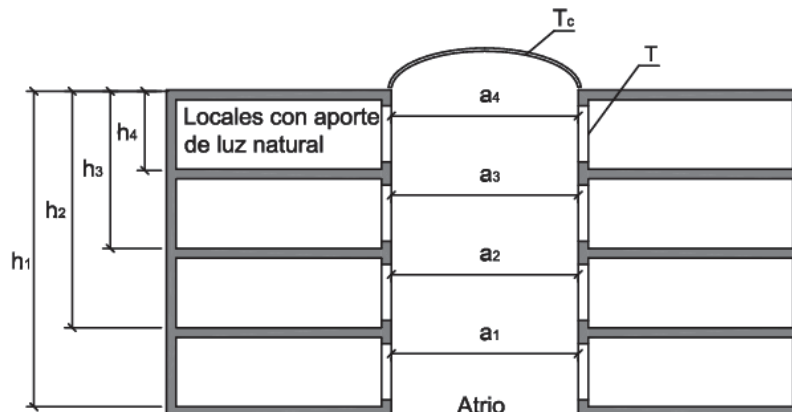 Tc
T
a4
Locales con aporte
de luz natural
h4
h3
a3
h2
a2
h1
a1
Atrio